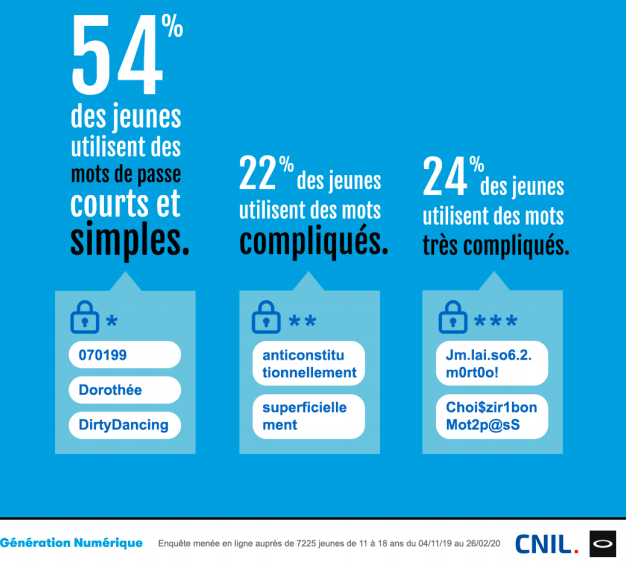 54%
des jeunes
utilisent des
mots de passe
courts et
simples.
22% des jeunes
utilisent des mots
compliqués.
24% des jeunes
utilisent des mots
très compliqués.
*
070199
Dorothée
DirtyDancing
**
anticonstitu
tionnellement
superficielle
ment
***
Jm.lai.so6.2.
m0rt0o!
Choi$zir1bon
Mot2p@sS
Génération Numérique
Enquête menée en ligne auprès de 7225 jeunes de 11 à 18 ans du 04/11/19 au 26/02/20
CNIL.